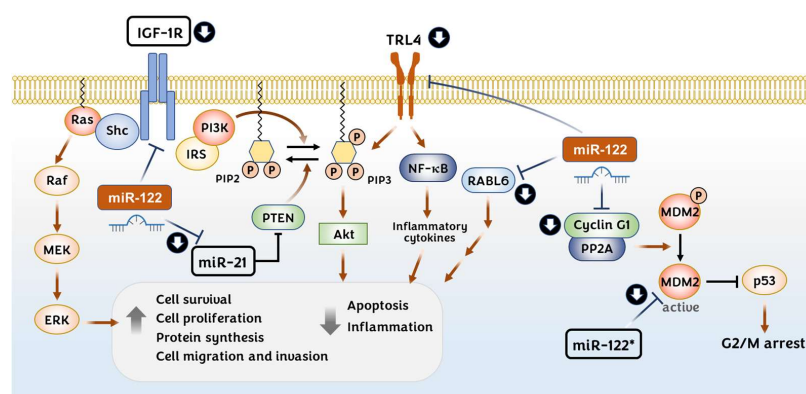 IGF-1R
TRL4
Ras
Shc
PI3K
IRS
PIP2
P
P
P
P
P
PIP3
Raf
miR-122
NF-κB
RABL6
miR-122
PTEN
miR-21
MEK
Akt
Inflammatory
cytokines
Cyclin G1
PP2A
MDM2
P
MDM2
active
p53
ERK
Cell survival
Cell proliferation
Protein synthesis
Cell migration and invasion
Apoptosis
Inflammation
miR-122*
G2/M arrest